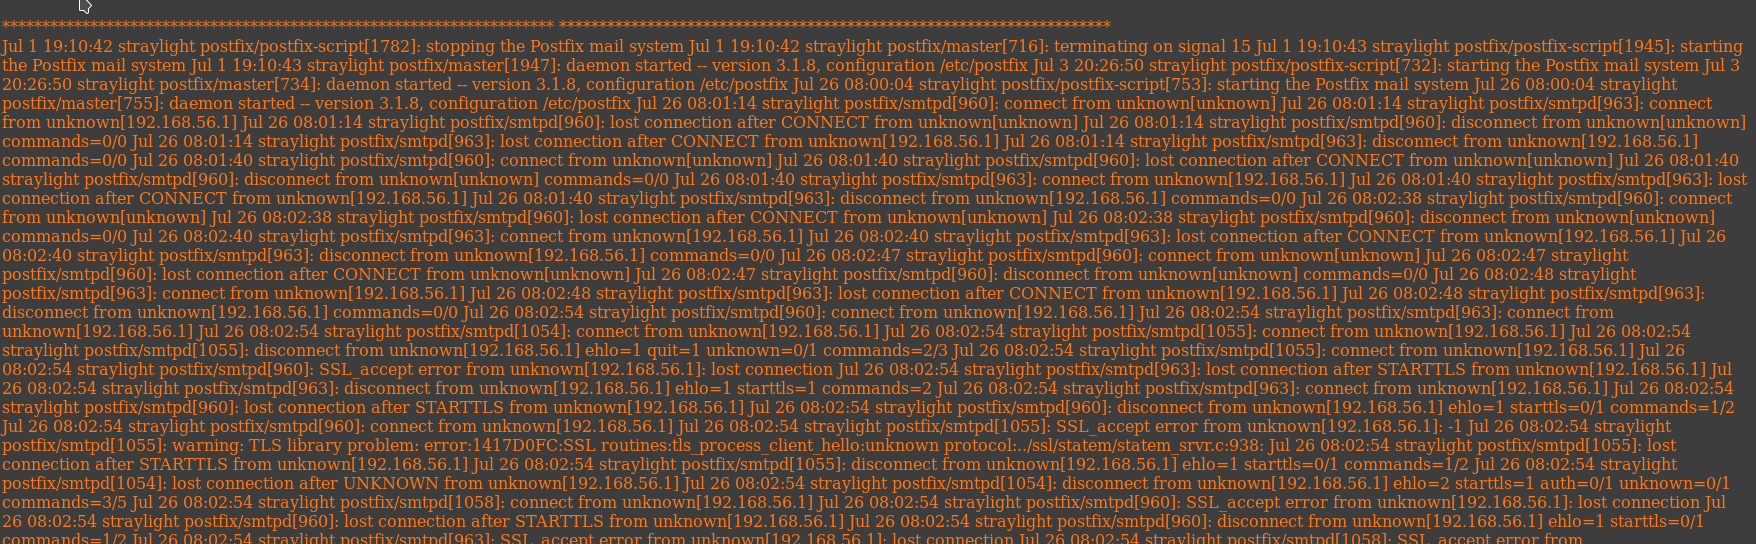 ********************************************************************* *********************************************************************
Jul 1 19:10:42 straylight postfix/postfix-script[1782]: stopping the Postfix mail system Jul 1 19:10:42 straylight postfix/master[716]: terminating on signal 15 Jul 1 19:10:43 straylight postfix/postfix-script[1945]: starting
the Postfix mail system Jul 1 19:10:43 straylight postfix/master[1947]: daemon started -- version 3.1.8, configuration /etc/postfix Jul 3 20:26:50 straylight postfix/postfix-script[732]: starting the Postfix mail system Jul 3
20:26:50 straylight postfix/master[734]: daemon started -- version 3.1.8, configuration /etc/postfix Jul 26 08:00:04 straylight postfix/postfix-script[753]: starting the Postfix mail system Jul 26 08:00:04 straylight
postfix/master[755]: daemon started -- version 3.1.8, configuration /etc/postfix Jul 26 08:01:14 straylight postfix/smtpd[960]: connect from unknown[unknown] Jul 26 08:01:14 straylight postfix/smtpd[963]: connect
from unknown[192.168.56.1] Jul 26 08:01:14 straylight postfix/smtpd[960]: lost connection after CONNECT from unknown[unknown] Jul 26 08:01:14 straylight postfix/smtpd[960]: disconnect from unknown[unknown]
commands=0/0 Jul 26 08:01:14 straylight postfix/smtpd[963]: lost connection after CONNECT from unknown[192.168.56.1] Jul 26 08:01:14 straylight postfix/smtpd[963]: disconnect from unknown[192.168.56.1]
commands=0/0 Jul 26 08:01:40 straylight postfix/smtpd[960]: connect from unknown[unknown] Jul 26 08:01:40 straylight postfix/smtpd[960]: lost connection after CONNECT from unknown[unknown] Jul 26 08:01:40
straylight postfix/smtpd[960]: disconnect from unknown[unknown] commands=0/0 Jul 26 08:01:40 straylight postfix/smtpd[963]: connect from unknown[192.168.56.1] Jul 26 08:01:40 straylight postfix/smtpd[963]: lost
connection after CONNECT from unknown[192.168.56.1] Jul 26 08:01:40 straylight postfix/smtpd[963]: disconnect from unknown[192.168.56.1] commands=0/0 Jul 26 08:02:38 straylight postfix/smtpd[960]: connect
from unknown[unknown] Jul 26 08:02:38 straylight postfix/smtpd[960]: lost connection after CONNECT from unknown[unknown] Jul 26 08:02:38 straylight postfix/smtpd[960]: disconnect from unknown[unknown]
commands=0/0 Jul 26 08:02:40 straylight postfix/smtpd[963]: connect from unknown[192.168.56.1] Jul 26 08:02:40 straylight postfix/smtpd[963]: lost connection after CONNECT from unknown[192.168.56.1] Jul 26
08:02:40 straylight postfix/smtpd[963]: disconnect from unknown[192.168.56.1] commands=0/0 Jul 26 08:02:47 straylight postfix/smtpd[960]: connect from unknown[unknown] Jul 26 08:02:47 straylight
postfix/smtpd[960]: lost connection after CONNECT from unknown[unknown] Jul 26 08:02:47 straylight postfix/smtpd[960]: disconnect from unknown[unknown] commands=0/0 Jul 26 08:02:48 straylight
postfix/smtpd[963]: connect from unknown[192.168.56.1] Jul 26 08:02:48 straylight postfix/smtpd[963]: lost connection after CONNECT from unknown[192.168.56.1] Jul 26 08:02:48 straylight postfix/smtpd[963]:
disconnect from unknown[192.168.56.1] commands=0/0 Jul 26 08:02:54 straylight postfix/smtpd[960]: connect from unknown[192.168.56.1] Jul 26 08:02:54 straylight postfix/smtpd[963]: connect from
unknown[192.168.56.1] Jul 26 08:02:54 straylight postfix/smtpd[1054]: connect from unknown[192.168.56.1] Jul 26 08:02:54 straylight postfix/smtpd[1055]: connect from unknown[192.168.56.1] Jul 26 08:02:54
straylight postfix/smtpd[1055]: disconnect from unknown[192.168.56.1] ehlo=1 quit=1 unknown=0/1 commands=2/3 Jul 26 08:02:54 straylight postfix/smtpd[1055]: connect from unknown[192.168.56.1] Jul 26
08:02:54 straylight postfix/smtpd[960]: SSL_accept error from unknown[192.168.56.1]: lost connection Jul 26 08:02:54 straylight postfix/smtpd[963]: lost connection after STARTTLS from unknown[192.168.56.1] Jul
26 08:02:54 straylight postfix/smtpd[963]: disconnect from unknown[192.168.56.1] ehlo=1 starttls=1 commands=2 Jul 26 08:02:54 straylight postfix/smtpd[963]: connect from unknown[192.168.56.1] Jul 26 08:02:54
straylight postfix/smtpd[960]: lost connection after STARTTLS from unknown[192.168.56.1] Jul 26 08:02:54 straylight postfix/smtpd[960]: disconnect from unknown[192.168.56.1] ehlo=1 starttls=0/1 commands=1/2
Jul 26 08:02:54 straylight postfix/smtpd[960]: connect from unknown[192.168.56.1] Jul 26 08:02:54 straylight postfix/smtpd[1055]: SSL_accept error from unknown[192.168.56.1]: -1 Jul 26 08:02:54 straylight
postfix/smtpd[1055]: warning: TLS library problem: error:1417D0FC:SSL routines:tls_process_client_hello:unknown protocol:../ssl/statem/statem_srvr.c:938: Jul 26 08:02:54 straylight postfix/smtpd[1055]: lost
connection after STARTTLS from unknown[192.168.56.1] Jul 26 08:02:54 straylight postfix/smtpd[1055]: disconnect from unknown[192.168.56.1] ehlo=1 starttls=0/1 commands=1/2 Jul 26 08:02:54 straylight
postfix/smtpd[1054]: lost connection after UNKNOWN from unknown[192.168.56.1] Jul 26 08:02:54 straylight postfix/smtpd[1054]: disconnect from unknown[192.168.56.1] ehlo=2 starttls=1 auth=0/1 unknown=0/1
commands=3/5 Jul 26 08:02:54 straylight postfix/smtpd[1058]: connect from unknown[192.168.56.1] Jul 26 08:02:54 straylight postfix/smtpd[960]: SSL_accept error from unknown[192.168.56.1]: lost connection Jul
26 08:02:54 straylight postfix/smtpd[960]: lost connection after STARTTLS from unknown[192.168.56.1] Jul 26 08:02:54 straylight postfix/smtpd[960]: disconnect from unknown[192.168.56.1] ehlo=1 starttls=0/1
commands=1/2 Jul 26 08:02:54 straylight postfix/smtpd[963]: SSL_accept error from unknown[192.168.56.1]: lost connection Jul 26 08:02:54 straylight postfix/smtpd[1058]: SSL_accept error from